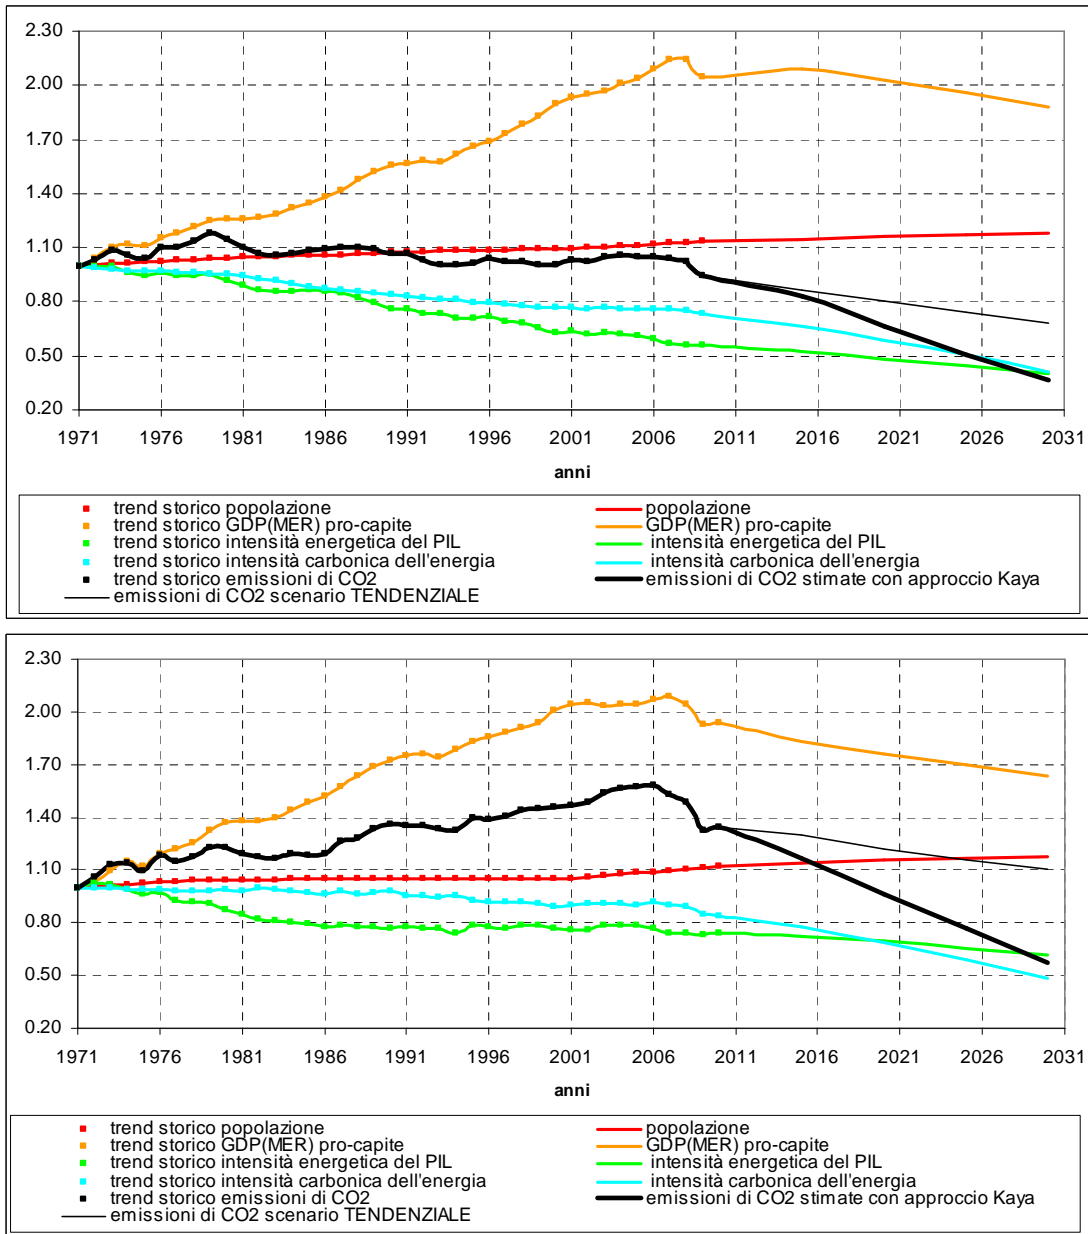 2.30
2.00
1.70
1.40
1.10
0.80
0.50
0.20
1971 1976 1981 1986 1991 1996 2001 2006 2011 2016 2021 2026 2031
anni
trend storico popolazione popolazione
trend storico GDP(MER) pro-capite GDP(MER) pro-capite
trend storico intensità energetica del PIL intensità energetica del PIL
trend storico intensità carbonica dell'energia intensità carbonica dell'energia
trend storico emissioni di CO2 emissioni di CO2 stimate con approccio Kaya
emissioni di CO2 scenario TENDENZIALE
2.30
2.00
1.70
1.40
1.10
0.80
0.50
0.20
1971 1976 1981 1986 1991 1996 2001 2006 2011 2016 2021 2026 2031
anni
trend storico popolazione popolazione
trend storico GDP(MER) pro-capite GDP(MER) pro-capite
trend storico intensità energetica del PIL intensità energetica del PIL
trend storico intensità carbonica dell'energia intensità carbonica dell'energia
trend storico emissioni di CO2 emissioni di CO2 stimate con approccio Kaya
emissioni di CO2 scenario TENDENZIALE